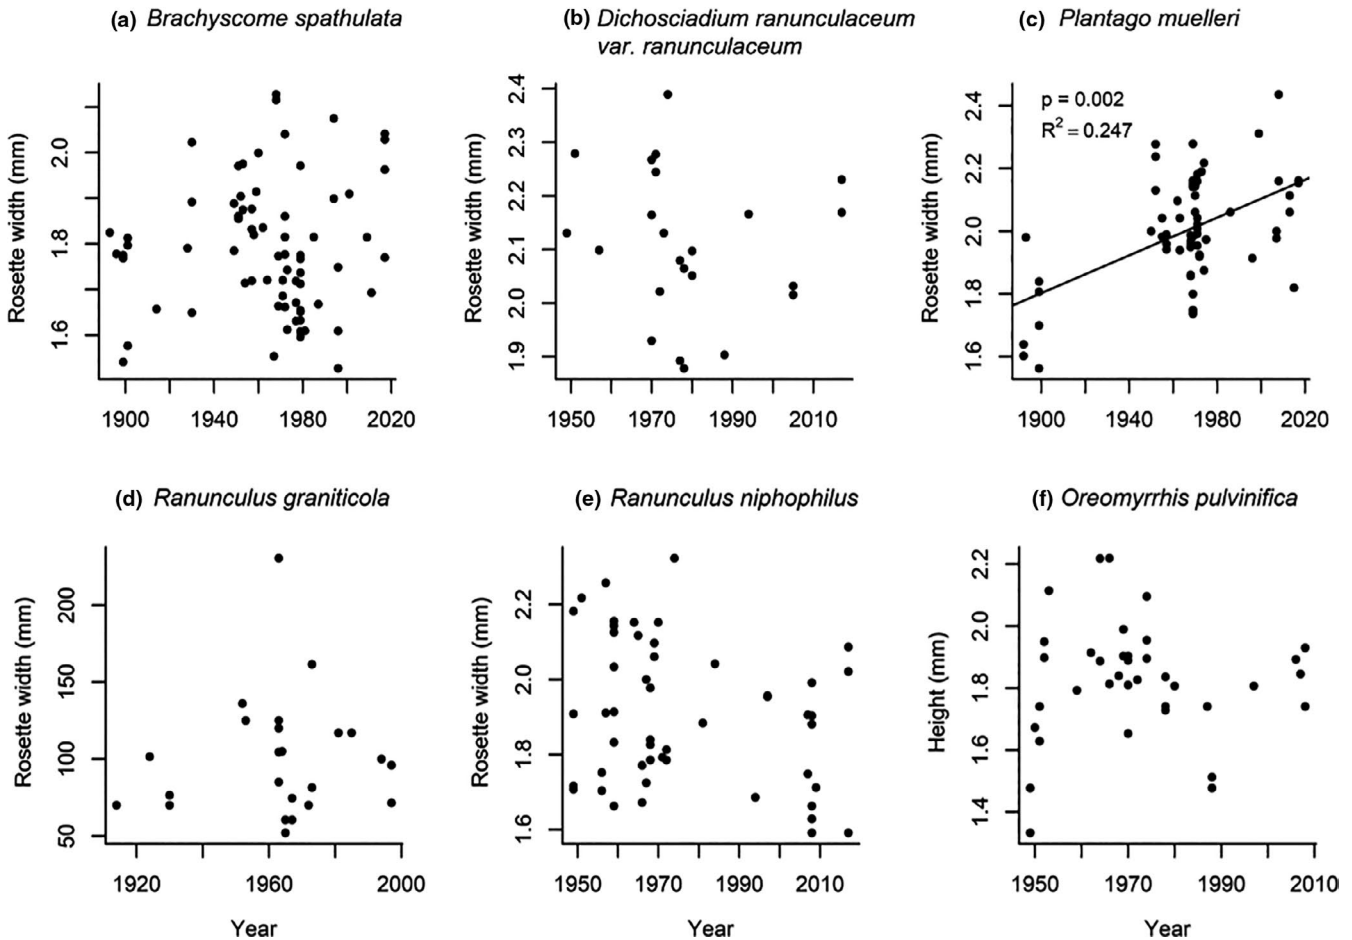 (a) Brachyscome spathulata
Rosette width (mm)
2.0
1.8
1.6
1900 1940 1980 2020
(b) Dichosciadium ranunculaceum
var. ranunculaceum
Rosette width (mm)
2.4
2.3
2.2
2.1
2.0
1.9
1950 1970 1990 2010
(c) Plantago muelleri
p = 0.002
R² = 0.247
Rosette width (mm)
2.4
2.2
2.0
1.8
1.6
1900 1940 1980 2020
(d) Ranunculus graniticola
Rosette width (mm)
200
150
100
50
1920 1960 2000
Year
(e) Ranunculus niphophilus
Rosette width (mm)
2.2
2.0
1.8
1.6
1950 1970 1990 2010
Year
(f) Oreomyrrhis pulvinifica
Height (mm)
2.2
2.0
1.8
1.6
1.4
1950 1970 1990 2010
Year